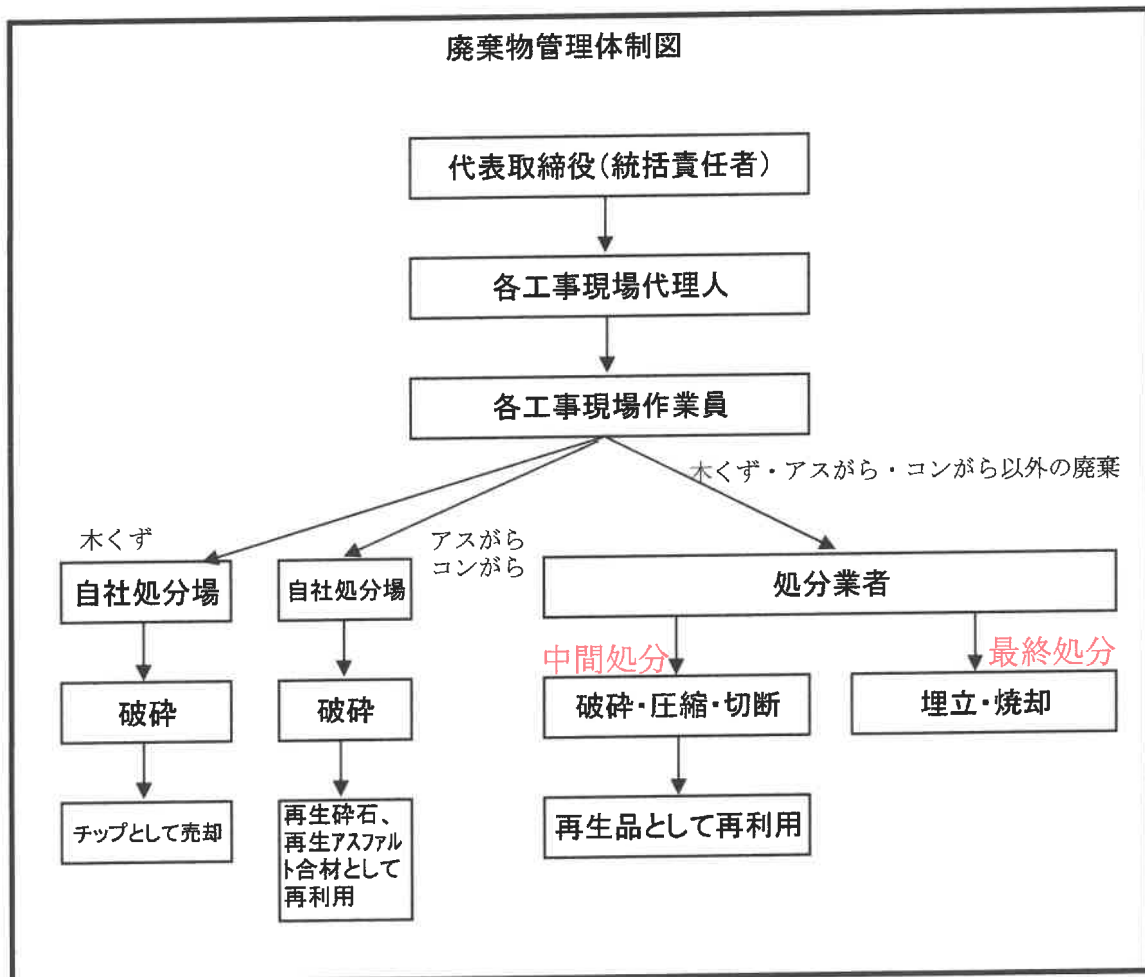 廃棄物管理体制図
代表取締役(統括責任者)
各工事現場代理人
各工事現場作業員
木くず・アスがら・コンがら以外の廃棄
木くず
アスがら
コンがら
自社処分場
自社処分場
処分業者
中間処分
最終処分
破砕
破砕
破砕・圧縮・切断
埋立・焼却
チップとして売却
再生砕石、
再生アスファル
ト合材として
再利用
再生品として再利用